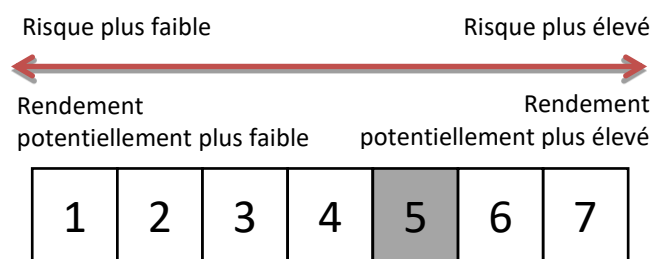 Risque plus faible Risque plus élevé
Rendement potentiellement plus faible
Rendement potentiellement plus élevé
1 2 3 4 5 6 7